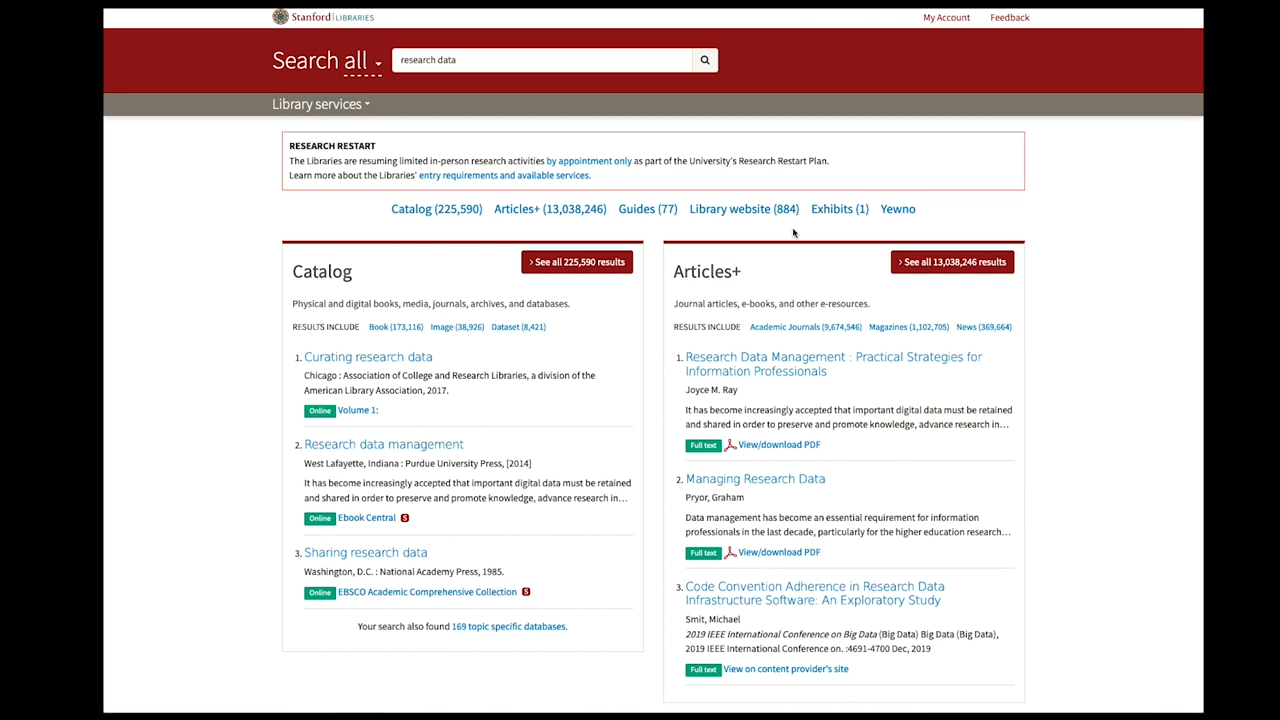 Stanford LIBRARIES
My Account Feedback
Search all
research data
Library services
RESEARCH RESTART
The Libraries are resuming limited in-person research activities by appointment only as part of the University's Research Restart Plan.
Learn more about the Libraries' entry requirements and available services.
Catalog (225,590) Articles+ (13,038,246) Guides (77) Library website (884) Exhibits (1) Yewno
Catalog
› See all 225,590 results
Physical and digital books, media, journals, archives, and databases.
RESULTS INCLUDE Book (173,116) Image (38,926) Dataset (8,421)
1. Curating research data
Chicago : Association of College and Research Libraries, a division of the
American Library Association, 2017.
Online Volume 1:
2. Research data management
West Lafayette, Indiana : Purdue University Press, [2014]
It has become increasingly accepted that important digital data must be retained
and shared in order to preserve and promote knowledge, advance research in…
Online Ebook Central S
3. Sharing research data
Washington, D.C. : National Academy Press, 1985.
Online EBSCO Academic Comprehensive Collection S
Your search also found 169 topic specific databases.
Articles+
› See all 13,038,246 results
Journal articles, e-books, and other e-resources.
RESULTS INCLUDE Academic Journals (9,674,546) Magazines (1,102,705) News (369,664)
1. Research Data Management : Practical Strategies for
Information Professionals
Joyce M. Ray
It has become increasingly accepted that important digital data must be retained
and shared in order to preserve and promote knowledge, advance research in…
Full text View/download PDF
2. Managing Research Data
Pryor, Graham
Data management has become an essential requirement for information
professionals in the last decade, particularly for the higher education research…
Full text View/download PDF
3. Code Convention Adherence in Research Data
Infrastructure Software: An Exploratory Study
Smit, Michael
2019 IEEE International Conference on Big Data (Big Data) Big Data (Big Data),
2019 IEEE International Conference on. :4691-4700 Dec, 2019
Full text View on content provider's site